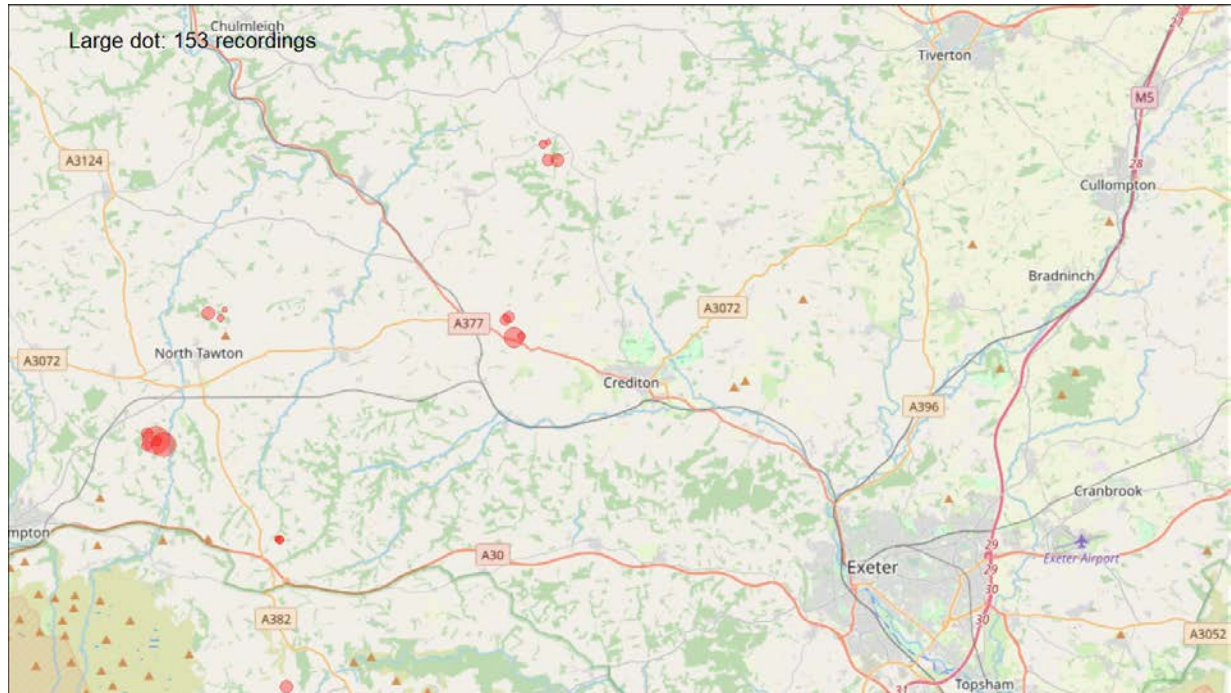 Chulmleigh
Large dot: 153 recordings
27
Tiverton
M5
A3124
28
Cullompton
Bradninch
A3072
A377
North Tawton
A3072
Crediton
A396
Cranbrook
mpton
A30
29
Exeter Airport
Exeter
29
30
A382
30
A3052
Topsham
31